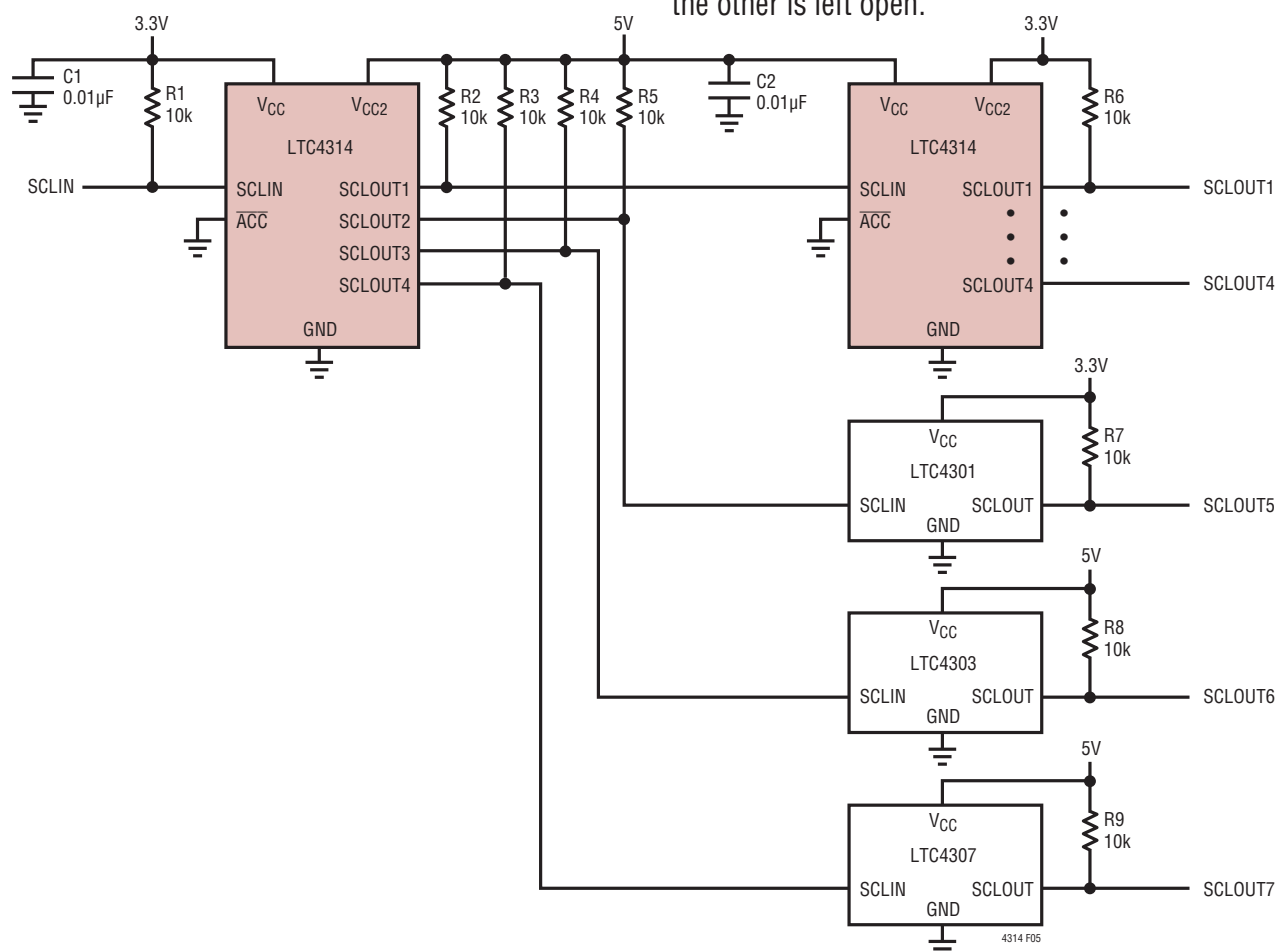 the other is left open.
3.3V
5V
3.3V
C1
0.01µF
R1
10k
VCC
VCC2
R2
10k
R3
10k
R4
10k
R5
10k
C2
0.01µF
VCC
VCC2
R6
10k
LTC4314
LTC4314
SCLIN
SCLIN
SCLOUT1
SCLIN
SCLOUT1
SCLOUT1
ACC
SCLOUT2
ACC
SCLOUT3
SCLOUT4
SCLOUT4
SCLOUT4
GND
GND
3.3V
VCC
R7
10k
LTC4301
SCLIN
SCLOUT
SCLOUT5
GND
5V
VCC
R8
10k
LTC4303
SCLIN
SCLOUT
SCLOUT6
GND
5V
VCC
R9
10k
LTC4307
SCLIN
SCLOUT
SCLOUT7
GND
4314 F05